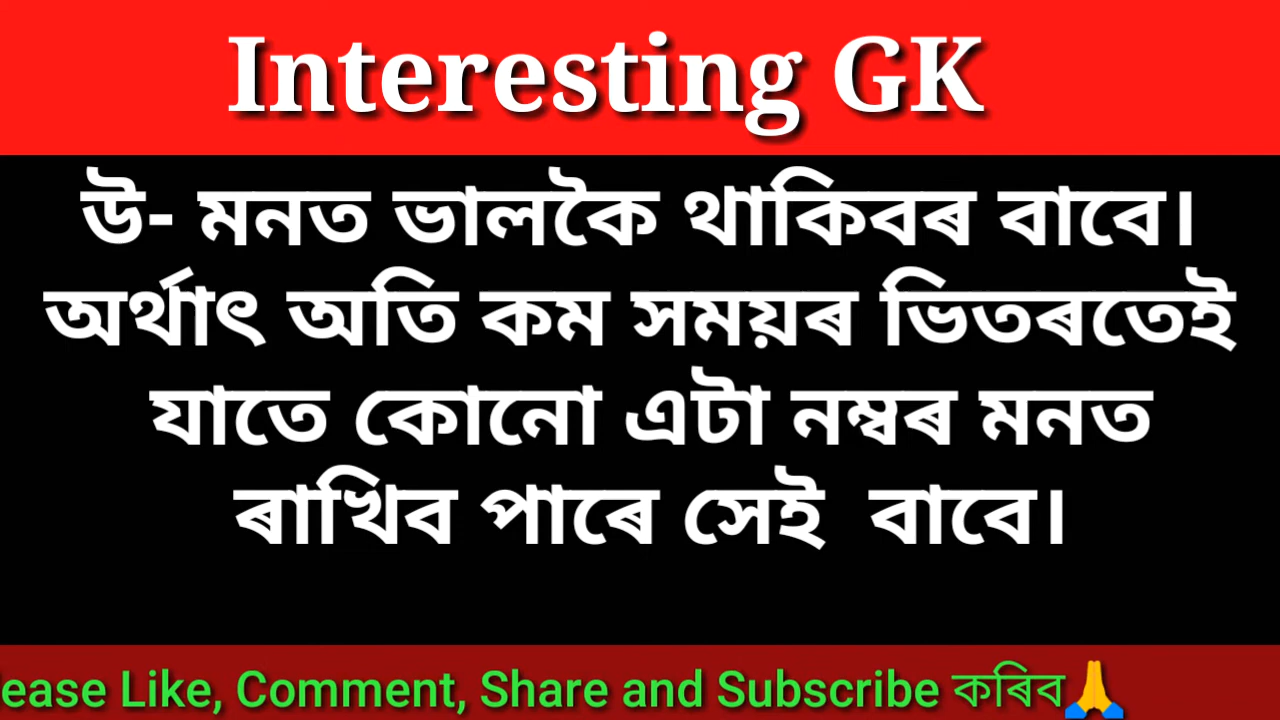 Interesting GK
উ- মনত ভালকৈ থাকিবৰ বাবে।
অৰ্থাৎ অতি কম সময়ৰ ভিতৰতেই
যাতে কোনো এটা নম্বৰ মনত
ৰাখিব পাৰে সেই বাবে।
ease Like, Comment, Share and Subscribe কৰিব🙏